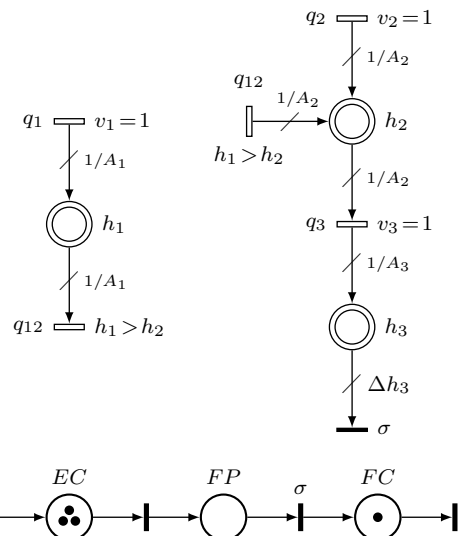 q₂ v₂ = 1
1/A₂
q₁₂
1/A₂
h₂
h₁ > h₂
q₁ v₁ = 1
1/A₁
h₁
1/A₁
q₁₂ h₁ > h₂
1/A₂
q₃ v₃ = 1
1/A₃
h₃
Δh₃
σ
EC FP σ FC